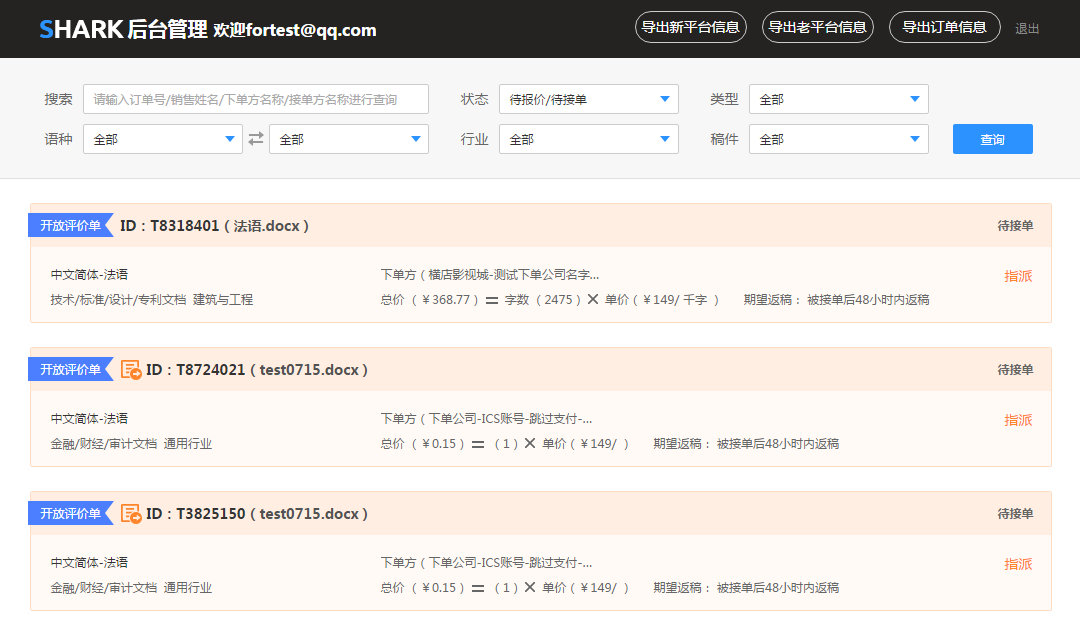 SHARK 后台管理 欢迎fortest@qq.com 导出新平台信息 导出老平台信息 导出订单信息 退出
搜索 请输入订单号/销售姓名/下单方名称/接单方名称进行查询 状态 待报价/待接单 类型 全部
语种 全部 全部 行业 全部 稿件 全部 查询
开放评价单 ID：T8318401 ( 法语.docx ) 待接单
中文简体-法语 下单方 ( 横店影视城-测试下单公司名字... 指派
技术/标准/设计/专利文档 建筑与工程 总价 ( ￥368.77 ) = 字数 ( 2475 ) × 单价 ( ￥149/ 千字 ) 期望返稿： 被接单后48小时内返稿
开放评价单 ID：T8724021 ( test0715.docx ) 待接单
中文简体-法语 下单方 ( 下单公司-ICS账号-跳过支付-... 指派
金融/财经/审计文档 通用行业 总价 ( ￥0.15 ) = ( 1 ) × 单价 ( ￥149/ ) 期望返稿： 被接单后48小时内返稿
开放评价单 ID：T3825150 ( test0715.docx ) 待接单
中文简体-法语 下单方 ( 下单公司-ICS账号-跳过支付-... 指派
金融/财经/审计文档 通用行业 总价 ( ￥0.15 ) = ( 1 ) × 单价 ( ￥149/ ) 期望返稿： 被接单后48小时内返稿